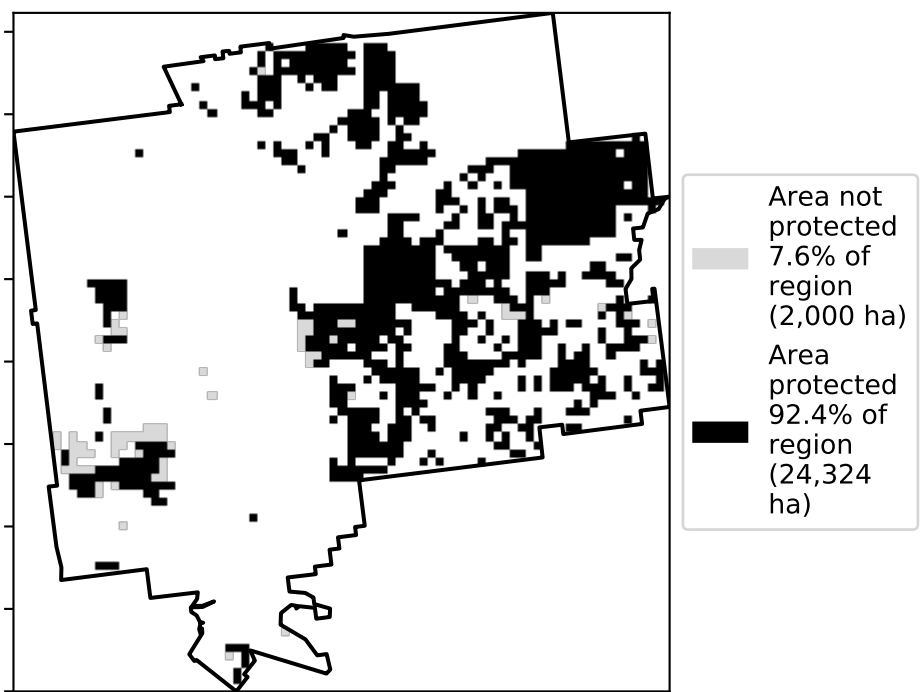 Area not
protected
7.6% of
region
(2,000 ha)
Area
protected
92.4% of
region
(24,324
ha)